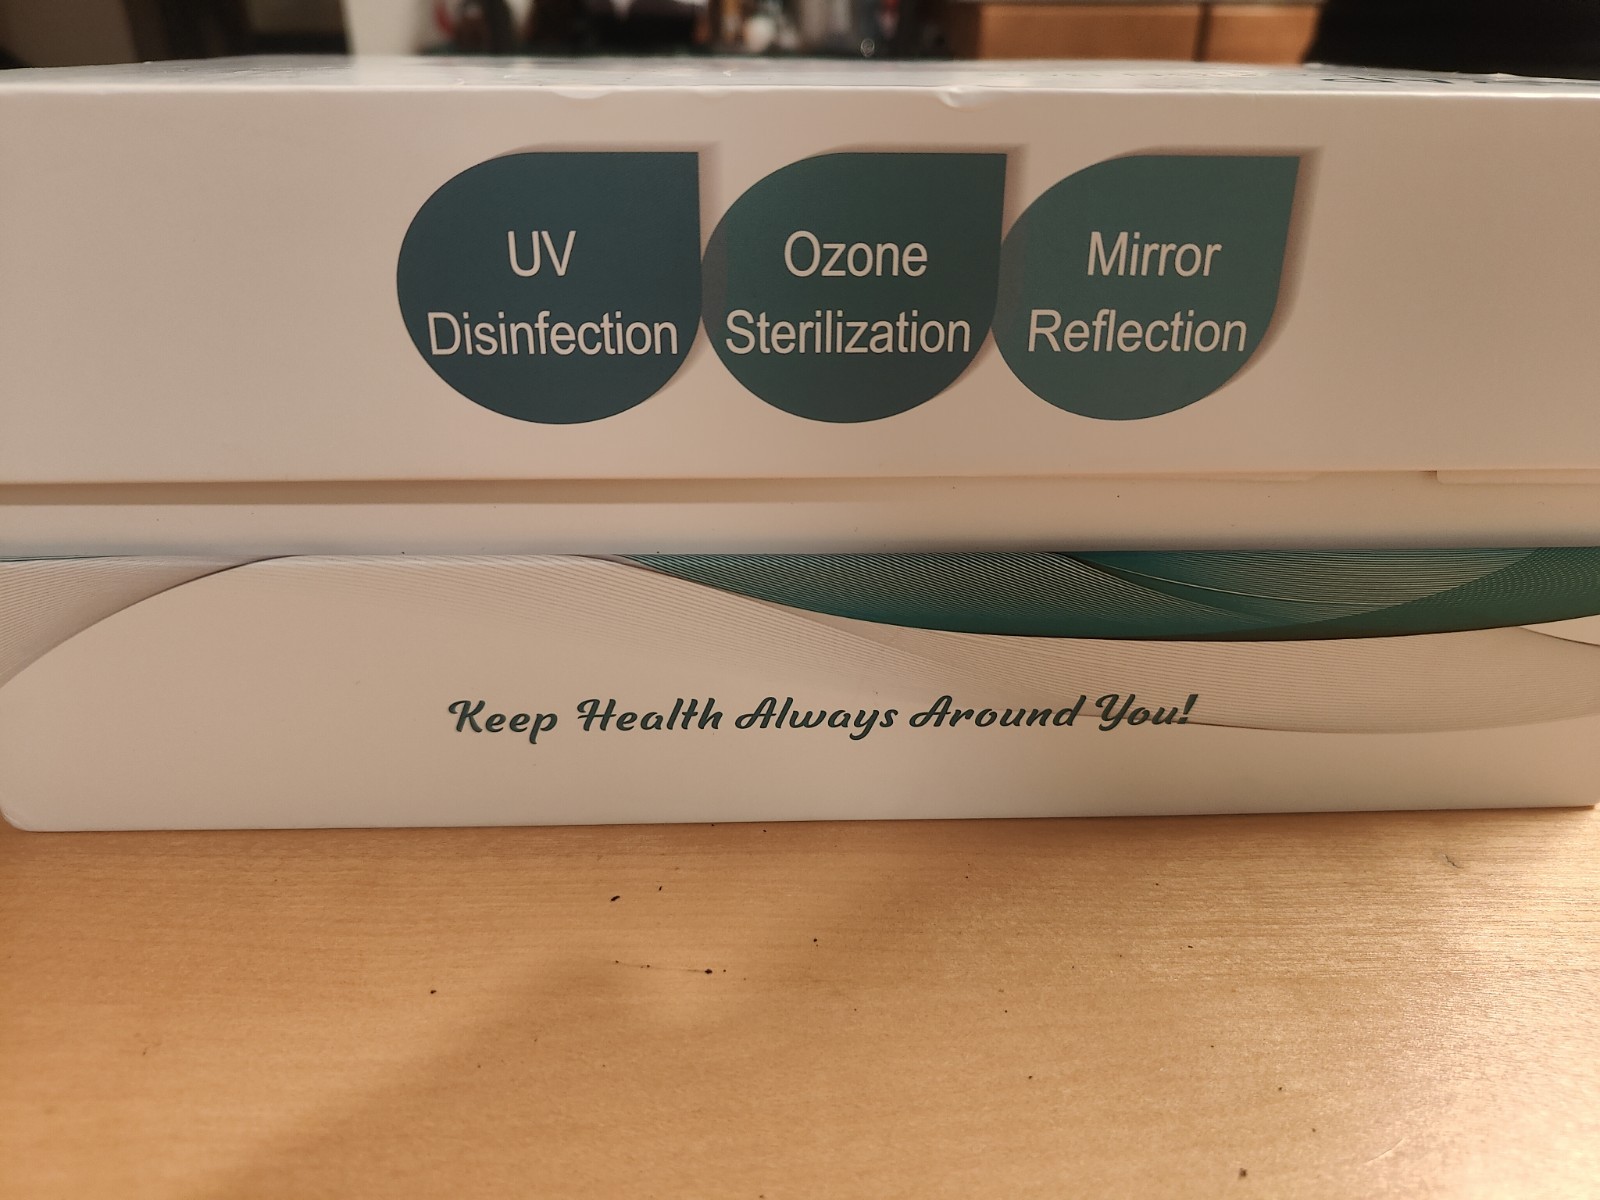 UV
Disinfection
Ozone
Sterilization
Mirror
Reflection
Keep Health Always Around You!